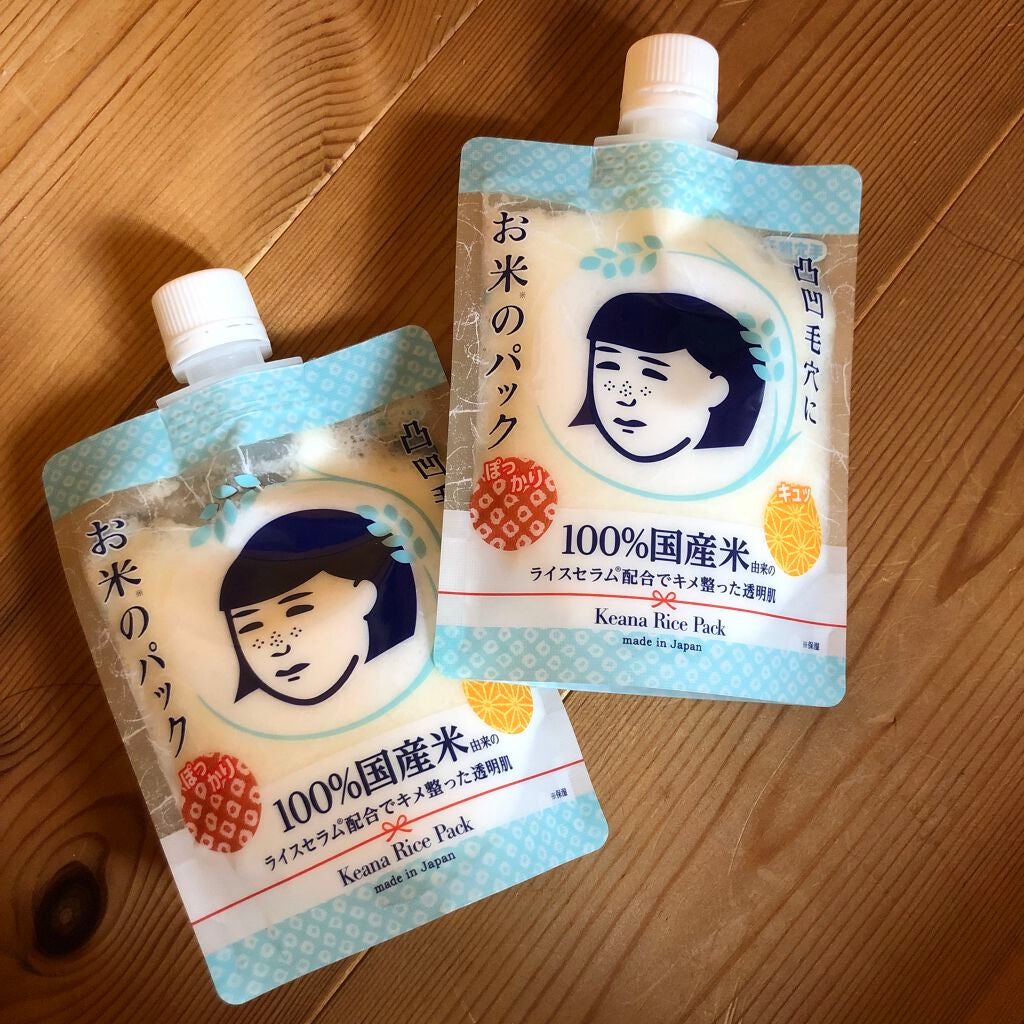 お米※のパック
凸凹毛穴に
ぽっ
かり
キュッ
100%国産米由来の
ライスセラム®配合でキメ整った透明肌
Keana Rice Pack
made in Japan
※保湿
お米※のパック
凸凹毛
ぽっ
かり
100%国産米由来の
ライスセラム®配合でキメ整った透明肌
Keana Rice Pack
made in Japan
※保湿